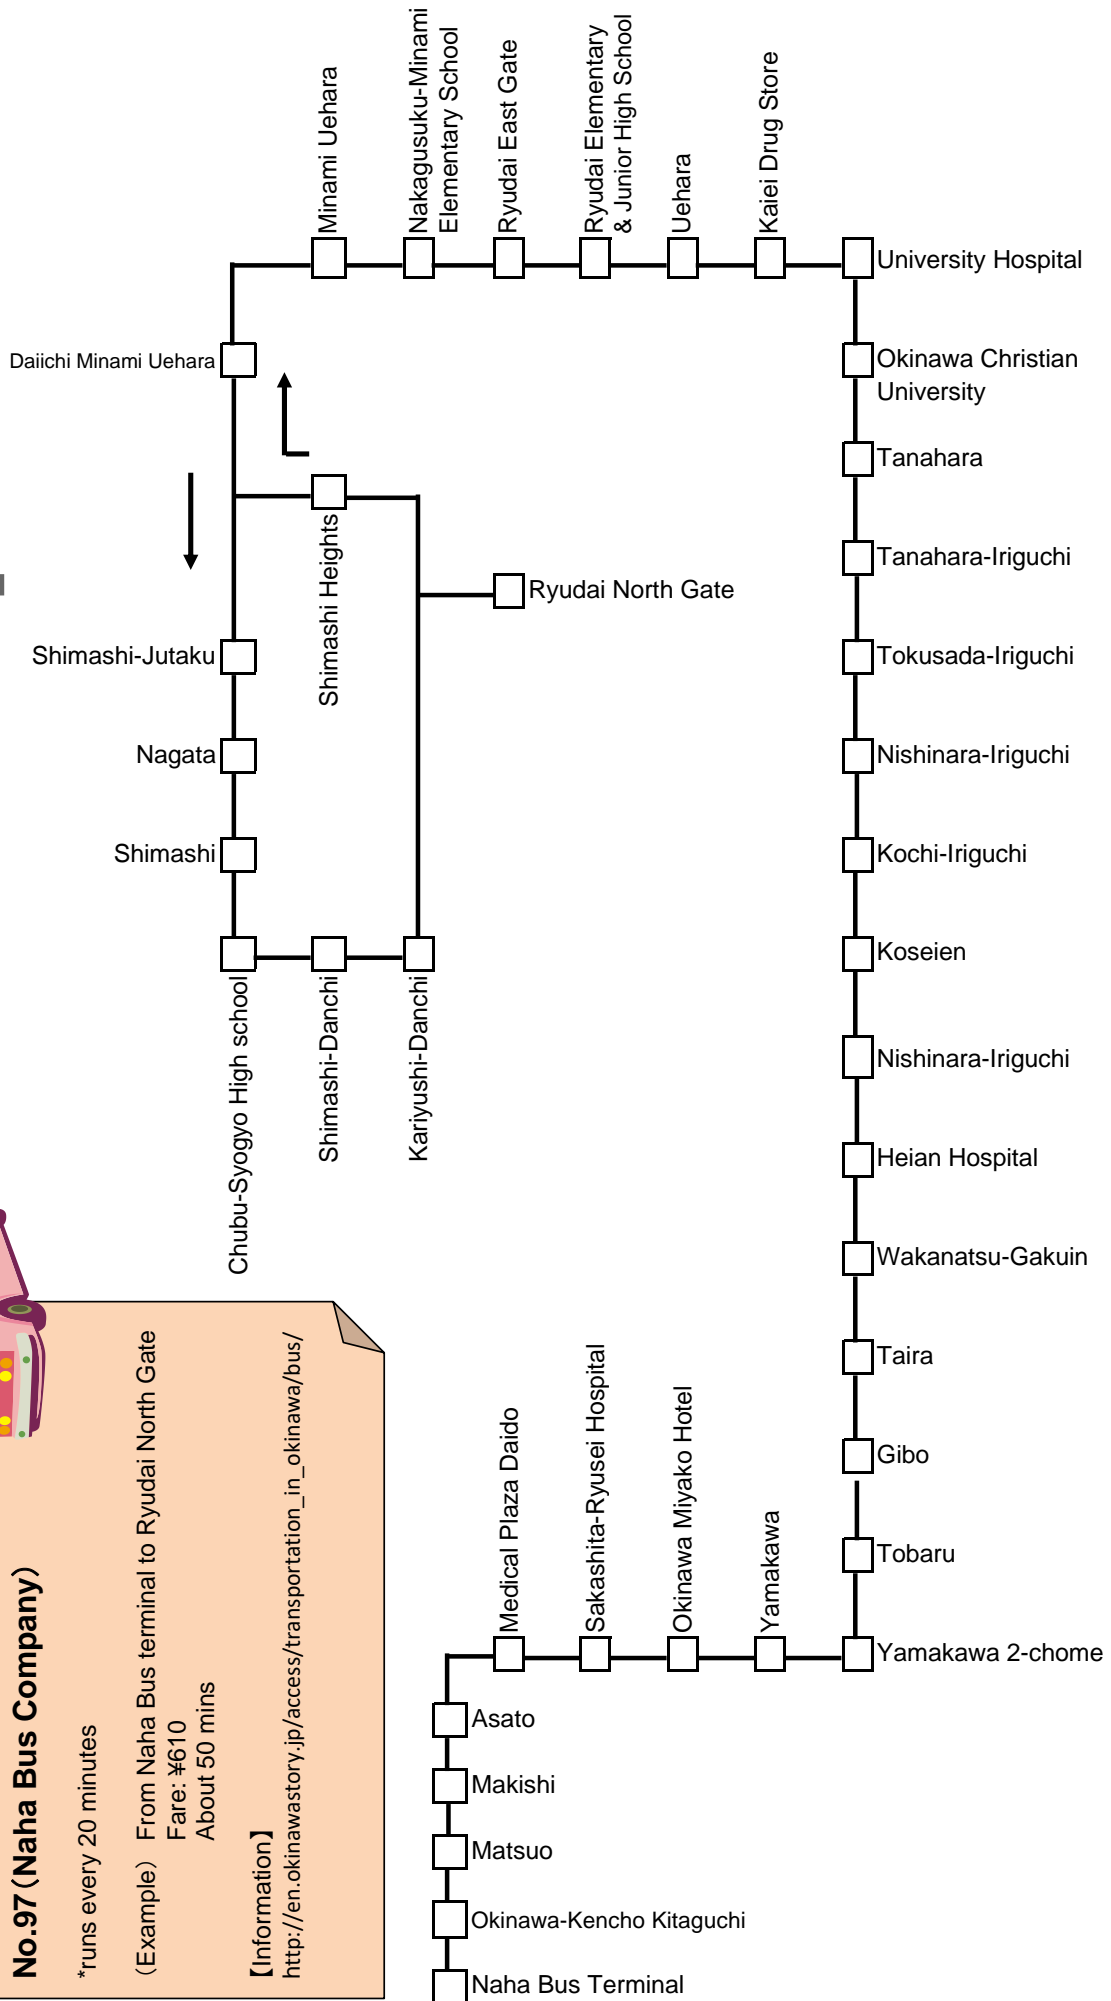 Minami Uehara
Nakagusuku-Minami
Elementary School
Ryudai East Gate
Ryudai Elementary
& Junior High School
Uehara
Kaiei Drug Store
University Hospital
Daiichi Minami Uehara
Okinawa Christian
University
Tanahara
Shimashi Heights
Tanahara-Iriguchi
Ryudai North Gate
Shimashi-Jutaku
Tokusada-Iriguchi
Nagata
Nishinara-Iriguchi
Shimashi
Kochi-Iriguchi
Chubu-Syogyo High school
Shimashi-Danchi
Kariyushi-Danchi
Koseien
Nishinara-Iriguchi
Heian Hospital
Wakanatsu-Gakuin
Taira
Gibo
Tobaru
Medical Plaza Daido
Sakashita-Ryusei Hospital
Okinawa Miyako Hotel
Yamakawa
Yamakawa 2-chome
Asato
Makishi
Matsuo
Okinawa-Kencho Kitaguchi
Naha Bus Terminal
No.97(Naha Bus Company)
*runs every 20 minutes
(Example) From Naha Bus terminal to Ryudai North Gate
Fare: ¥610
About 50 mins
【Information】
http://en.okinawastory.jp/access/transportation_in_okinawa/bus/